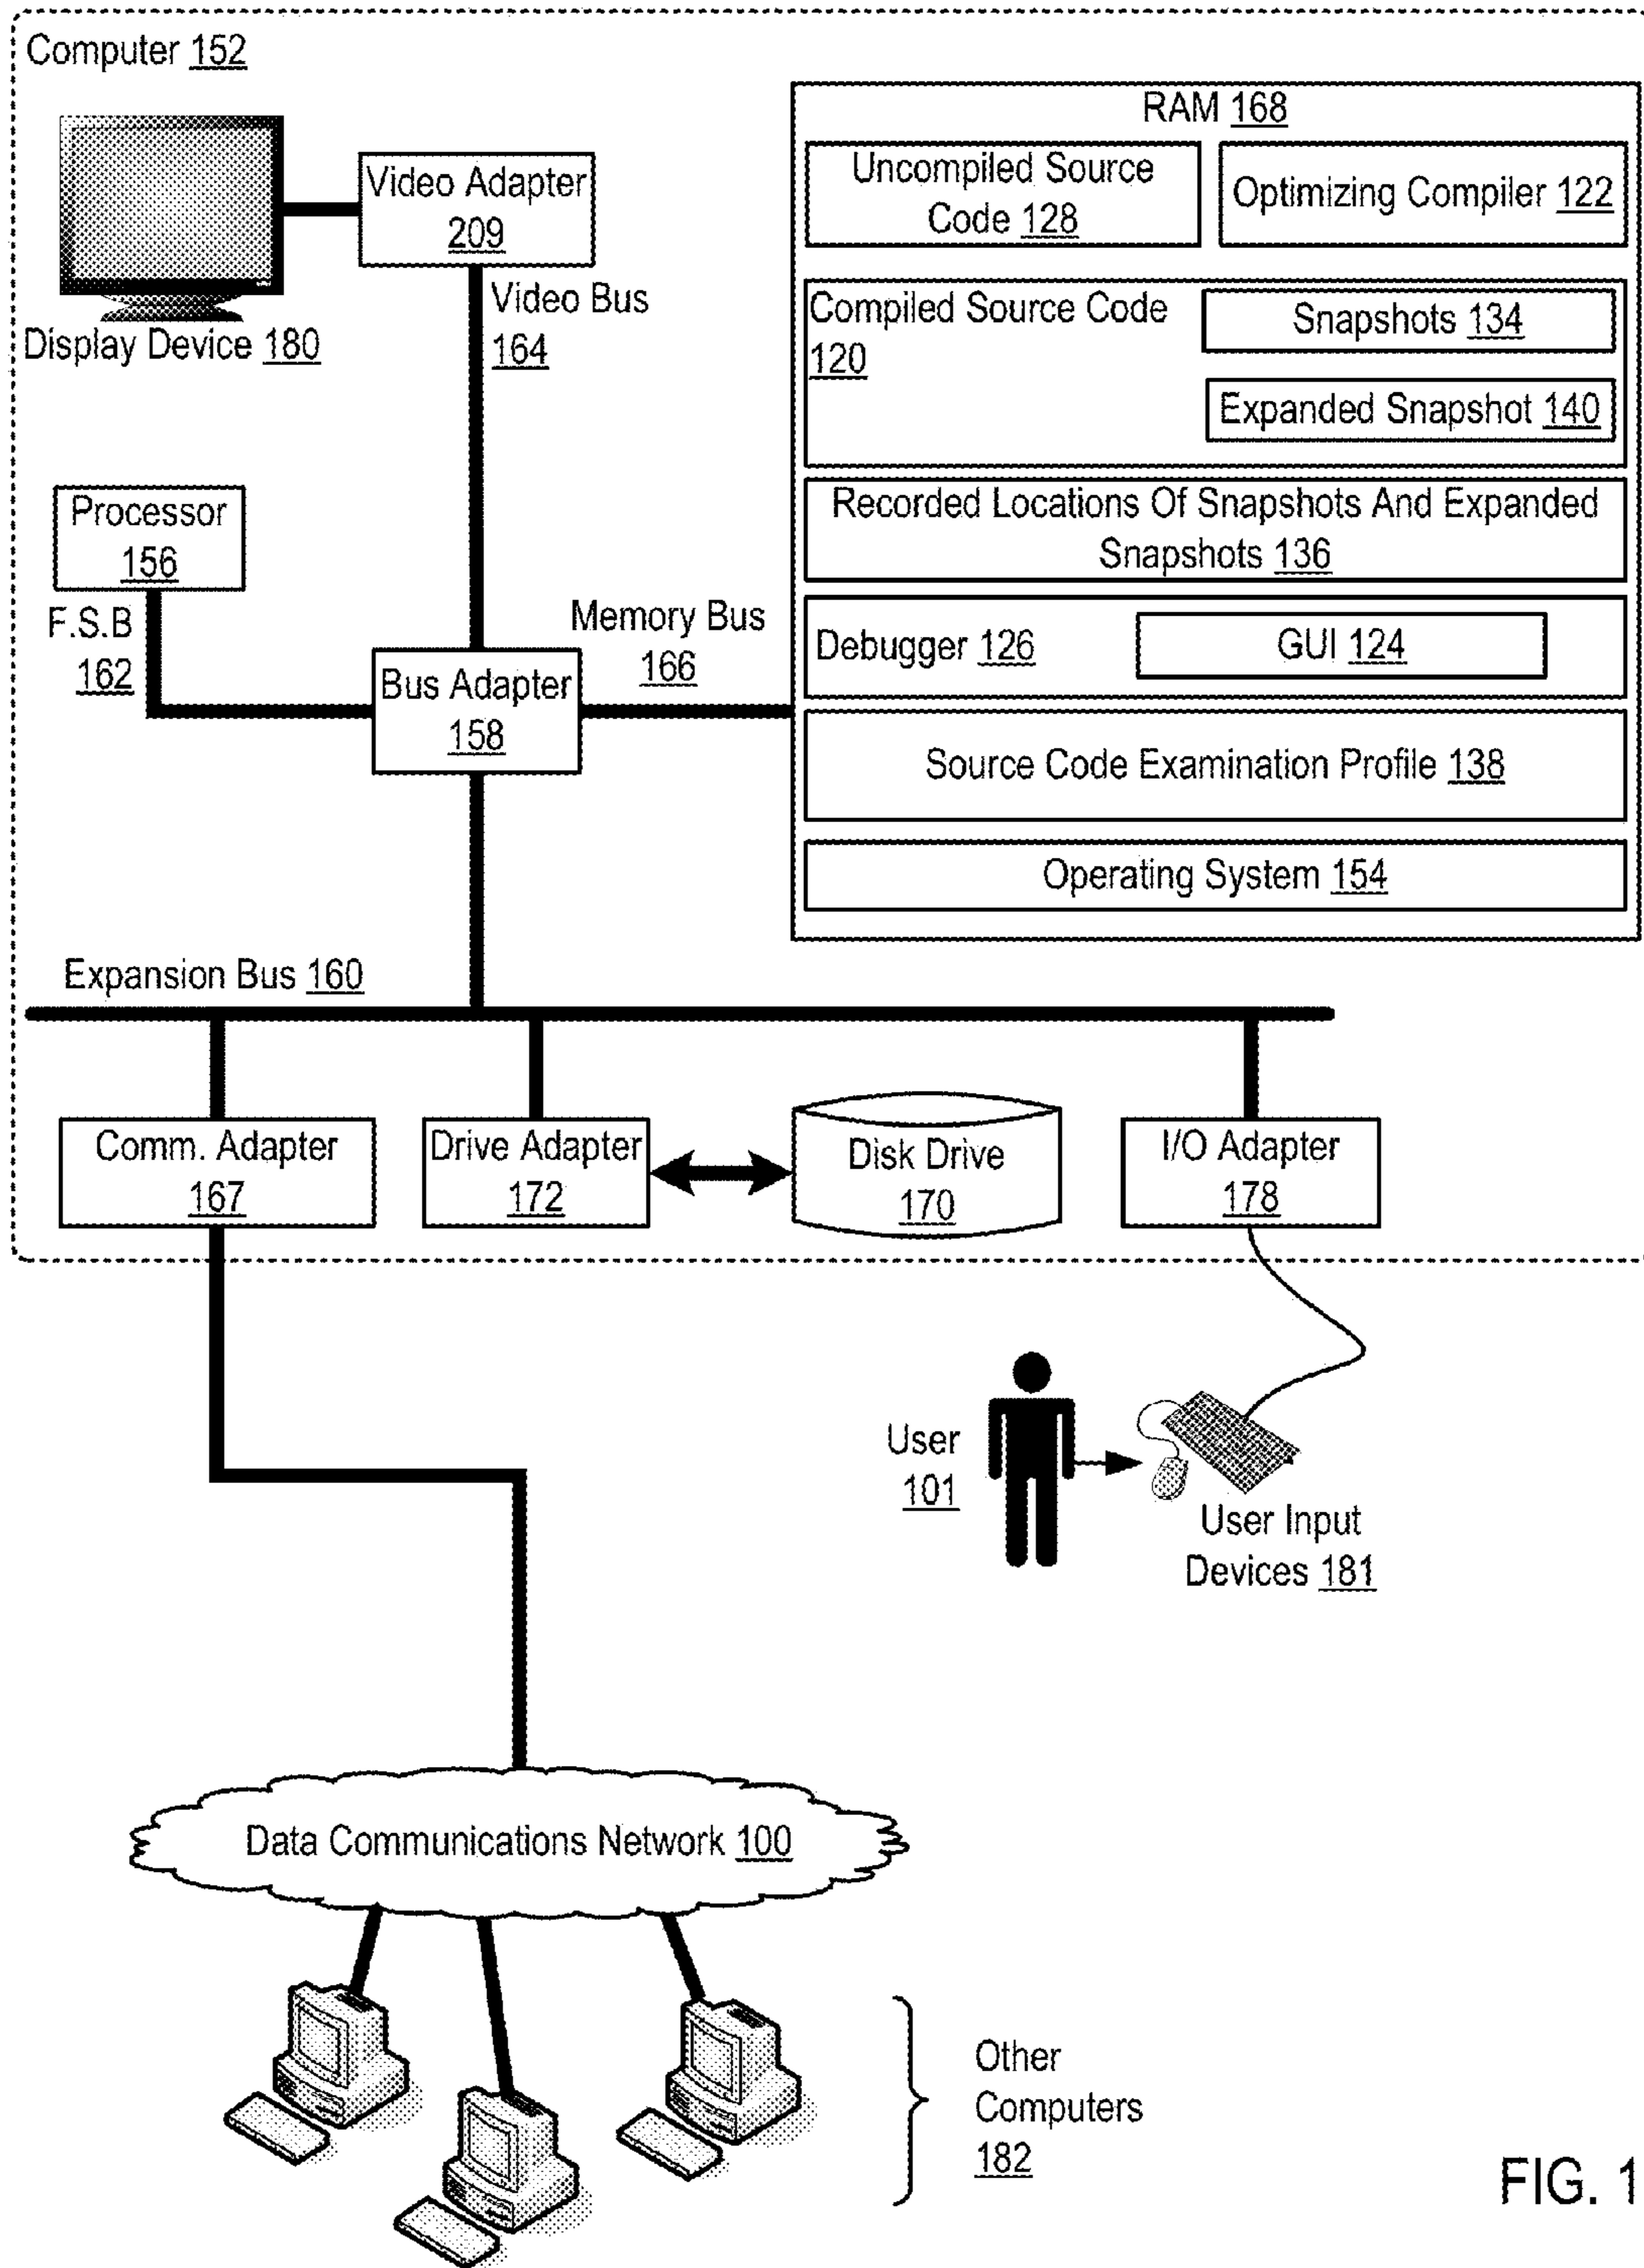 Computer 152
RAM 168
Uncompiled Source
Code 128
Optimizing Compiler 122
Video Adapter
209
Video Bus
164
Display Device 180
Compiled Source Code
120
Snapshots 134
Expanded Snapshot 140
Recorded Locations Of Snapshots And Expanded
Snapshots 136
Processor
156
F.S.B
162
Memory Bus
166
Debugger 126
GUI 124
Bus Adapter
158
Source Code Examination Profile 138
Operating System 154
Expansion Bus 160
Comm. Adapter
167
Drive Adapter
172
Disk Drive
170
I/O Adapter
178
User
101
User Input
Devices 181
Data Communications Network 100
Other
Computers
182
FIG. 1